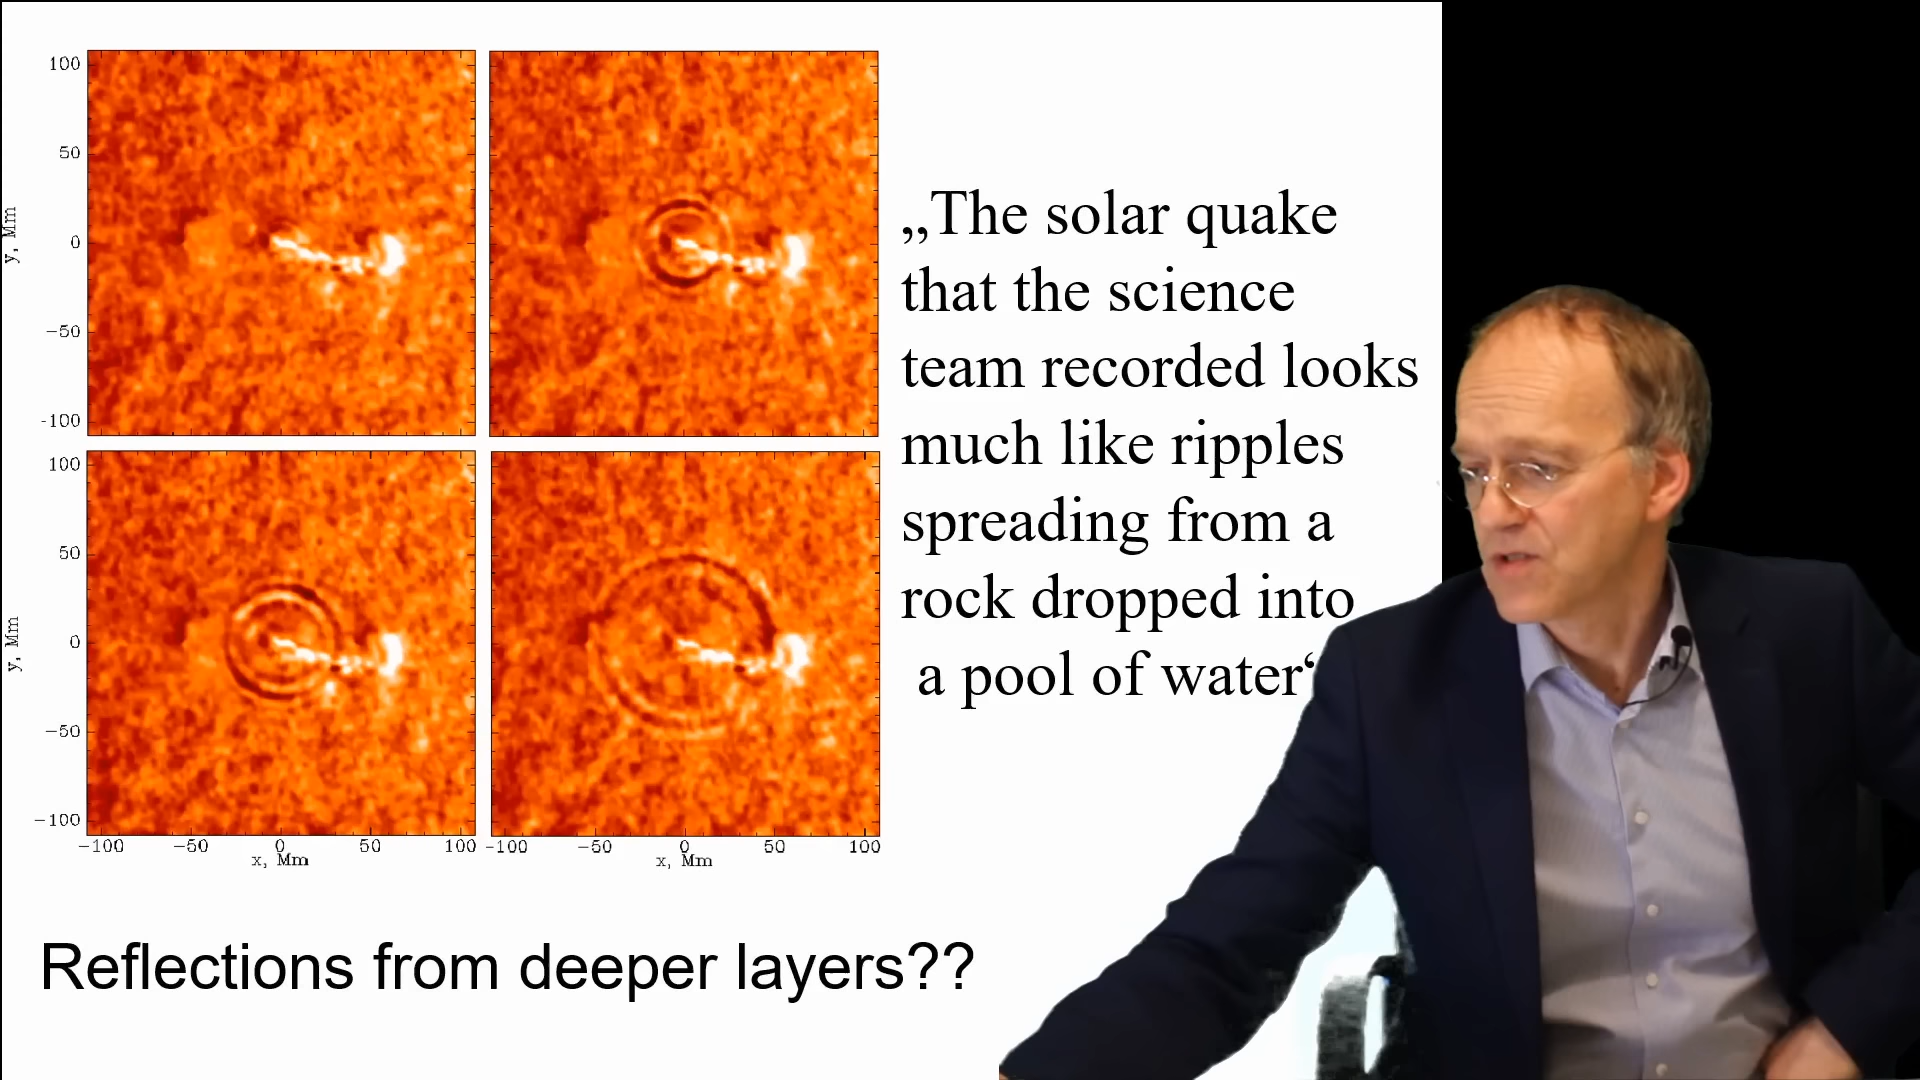 100
50
0
−50
-100
y, Mm
100
50
0
−50
−100
y, Mm
−100 −50 0 50 100
x, Mm
-100 −50 0 50 100
x, Mm
„The solar quake
that the science
team recorded looks
much like ripples
spreading from a
rock dropped into
a pool of water‘
Reflections from deeper layers??